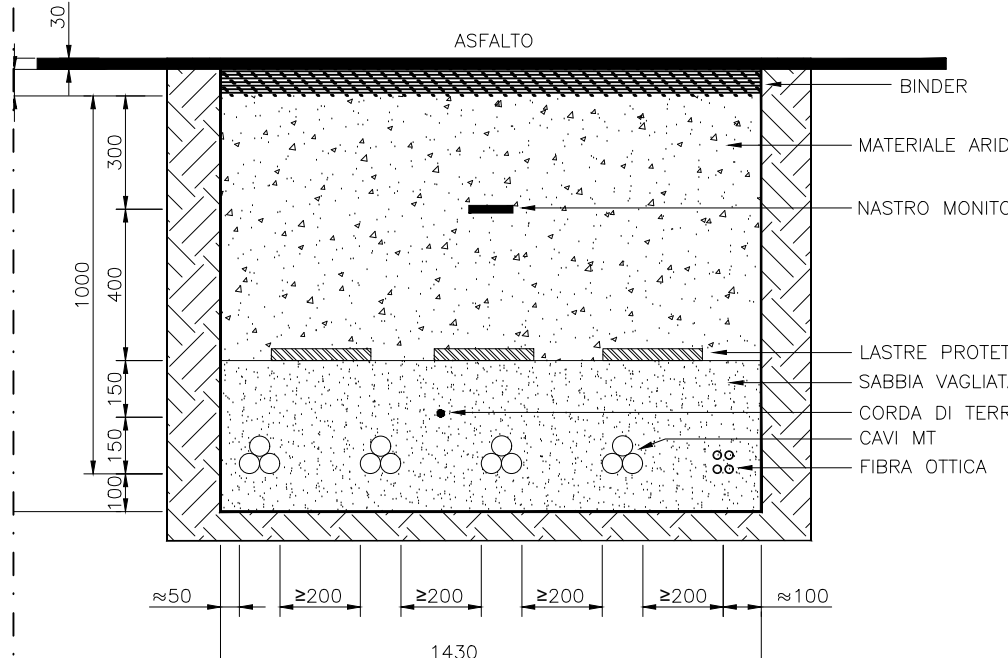 30
ASFALTO
BINDER
300
MATERIALE ARID
NASTRO MONITO
1000
400
LASTRE PROTET
150
SABBIA VAGLIAT
CORDA DI TERR
150
CAVI MT
FIBRA OTTICA
100
≈50
≥200
≥200
≥200
≥200
≈100
1430